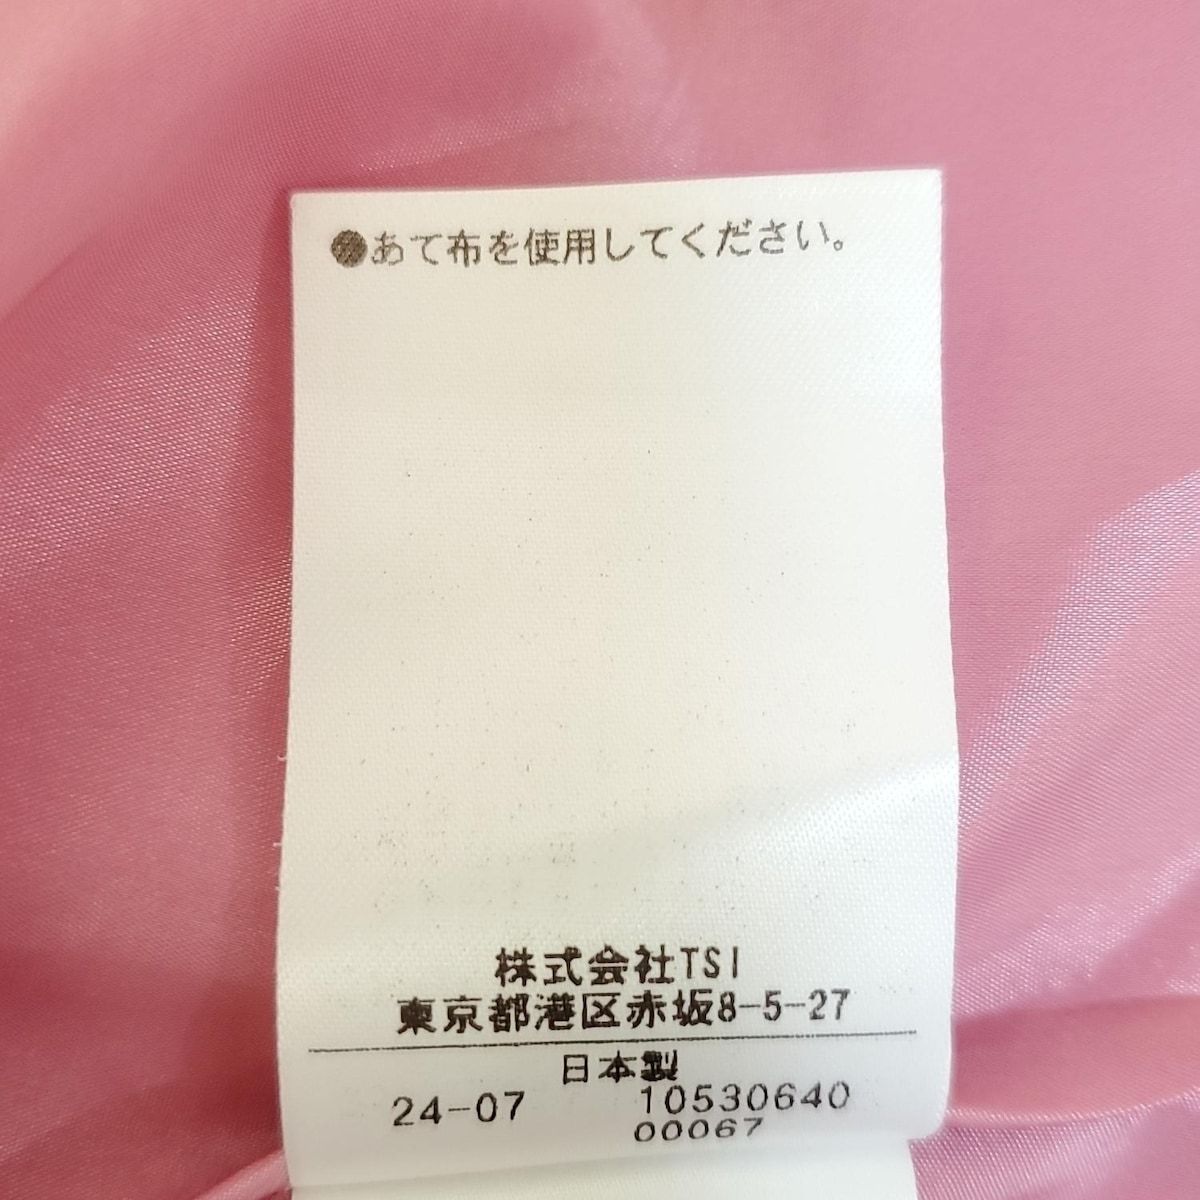 ●あて布を使用してください。
株式会社TSI
東京都港区赤坂8-5-27
日本製
24-07 10530640
00067